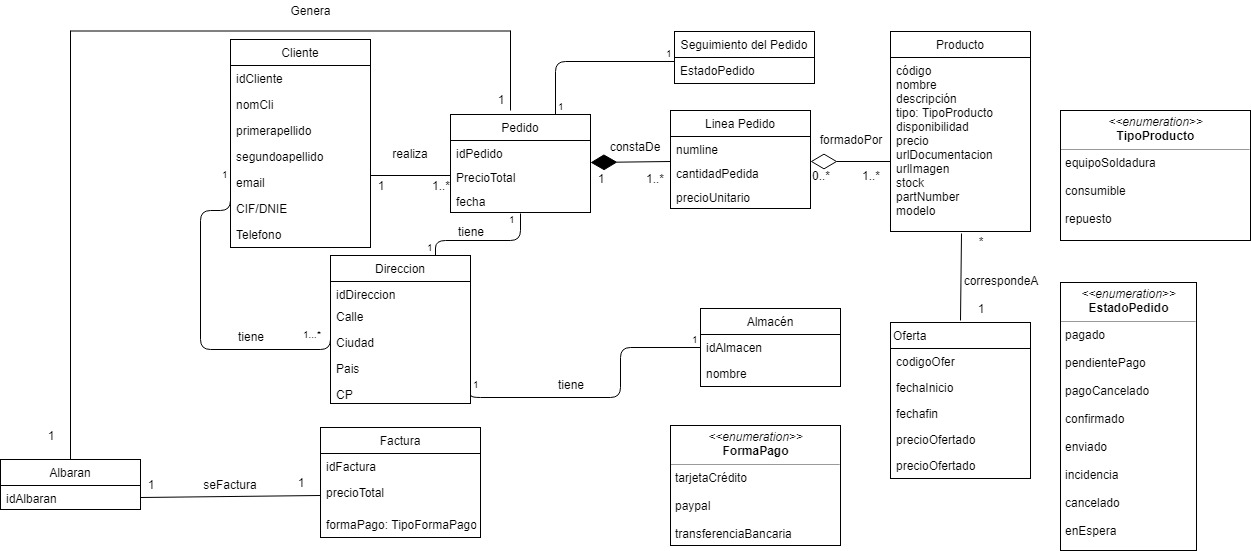 Genera
1
1
Cliente
idCliente
nomCli
primerapellido
segundoapellido
email
CIF/DNIE
Telefono
1
realiza
1
1..*
Pedido
idPedido
PrecioTotal
fecha
1
1
Seguimiento del Pedido
EstadoPedido
constaDe
1
1..*
Linea Pedido
numline
cantidadPedida
precioUnitario
formadoPor
0..*
1..*
Producto
código
nombre
descripción
tipo: TipoProducto
disponibilidad
precio
urlDocumentacion
urlImagen
stock
partNumber
modelo
<<enumeration>>
TipoProducto
equipoSoldadura
consumible
repuesto
1
tiene
1
tiene
1...*
Direccion
idDireccion
Calle
Ciudad
Pais
CP
1
tiene
1
Almacén
idAlmacen
nombre
*
correspondeA
1
Oferta
codigoOfer
fechaInicio
fechafin
precioOfertado
precioOfertado
<<enumeration>>
EstadoPedido
pagado
pendientePago
pagoCancelado
confirmado
enviado
incidencia
cancelado
enEspera
Albaran
idAlbaran
1
seFactura
1
Factura
idFactura
precioTotal
formaPago: TipoFormaPago
<<enumeration>>
FormaPago
tarjetaCrédito
paypal
transferenciaBancaria